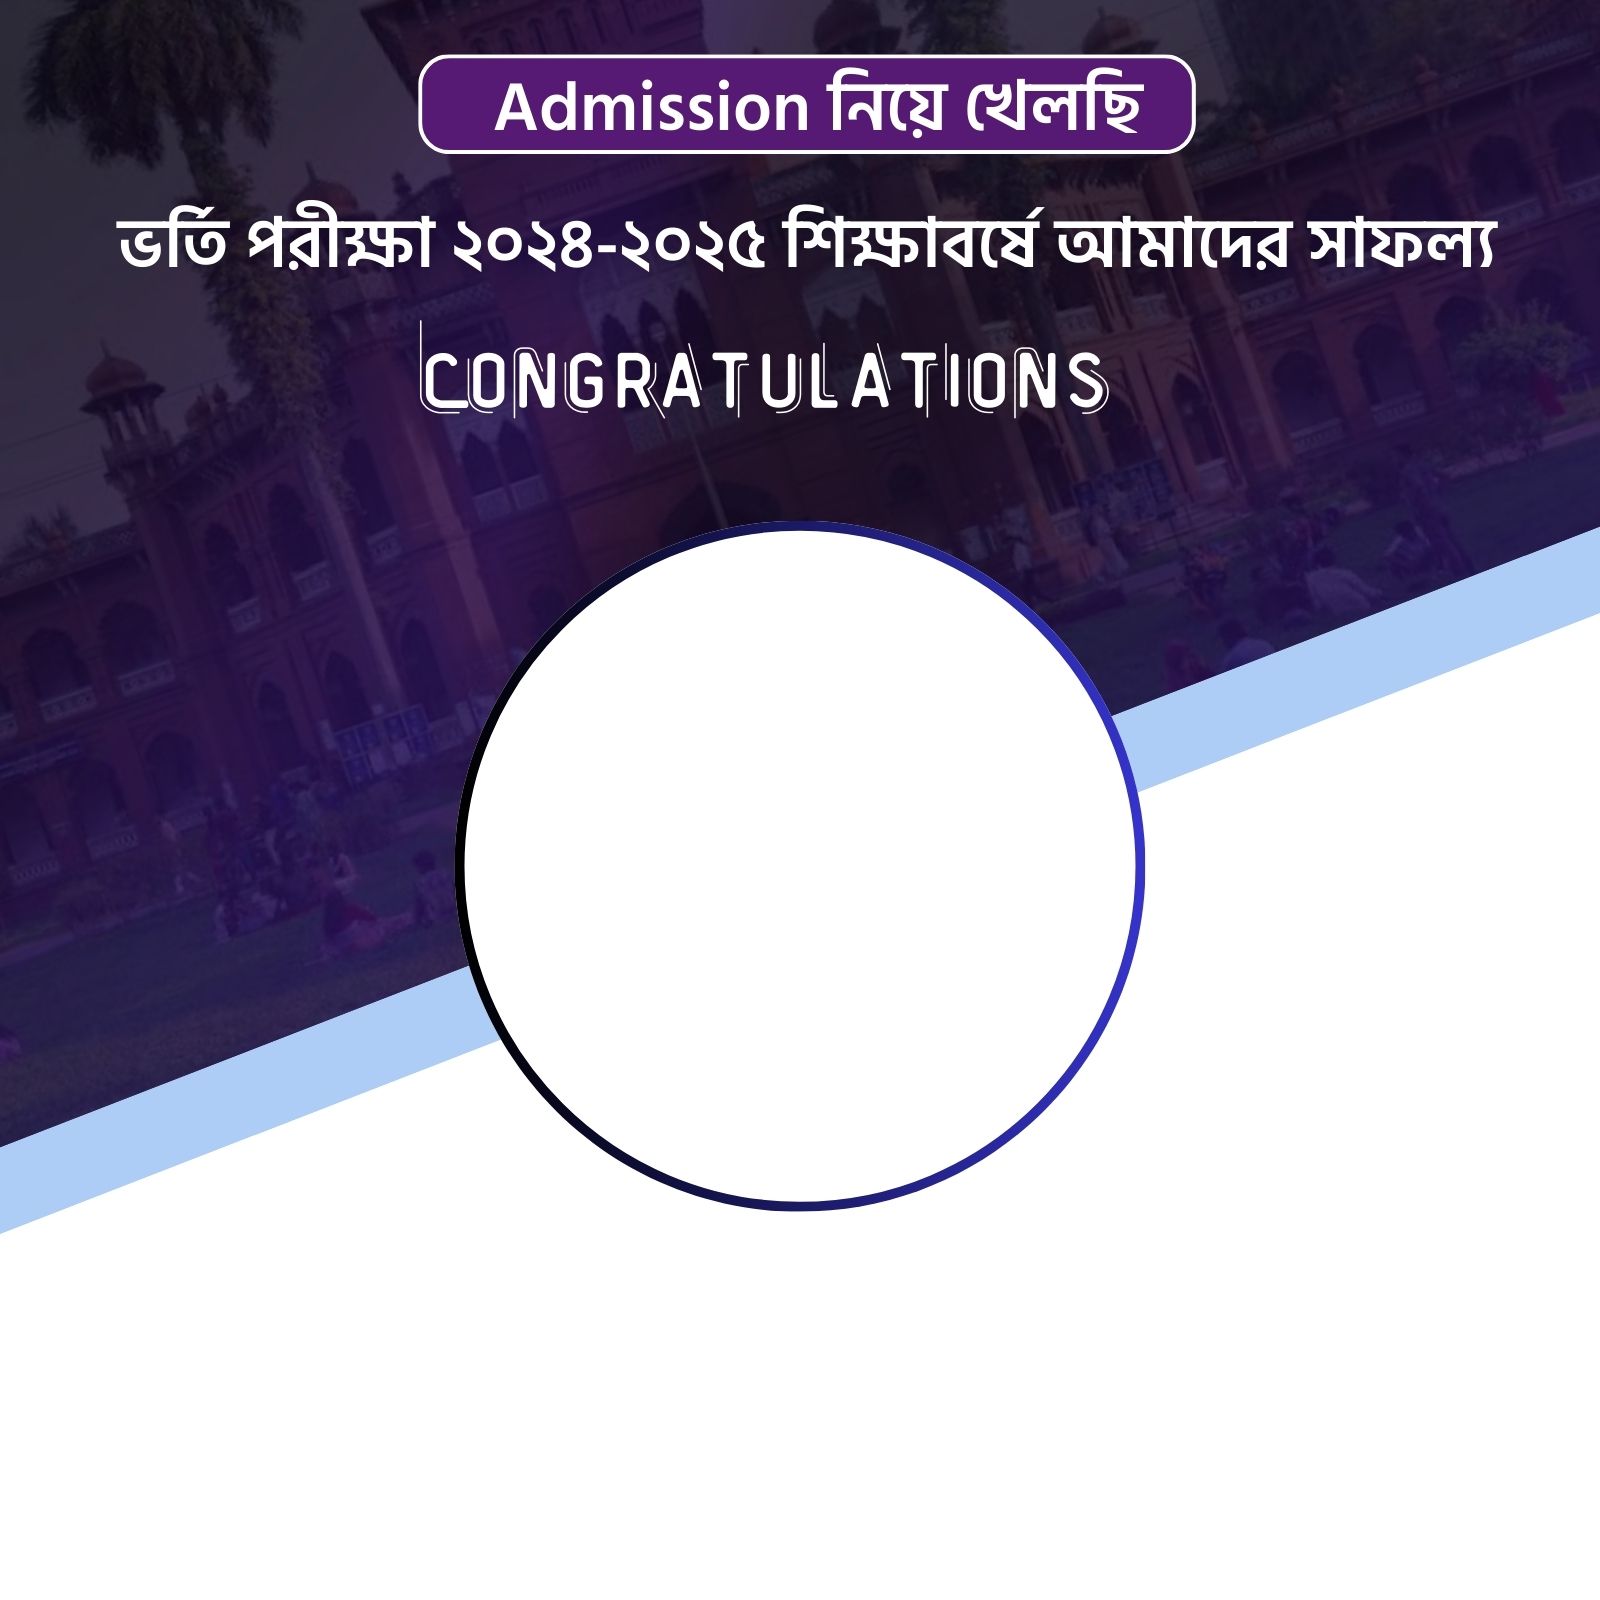 Admission নিয়ে খেলছি
ভর্তি পরীক্ষা ২০২৪-২০২৫ শিক্ষাবর্ষে আমাদের সাফল্য
CONGRATULATIONS